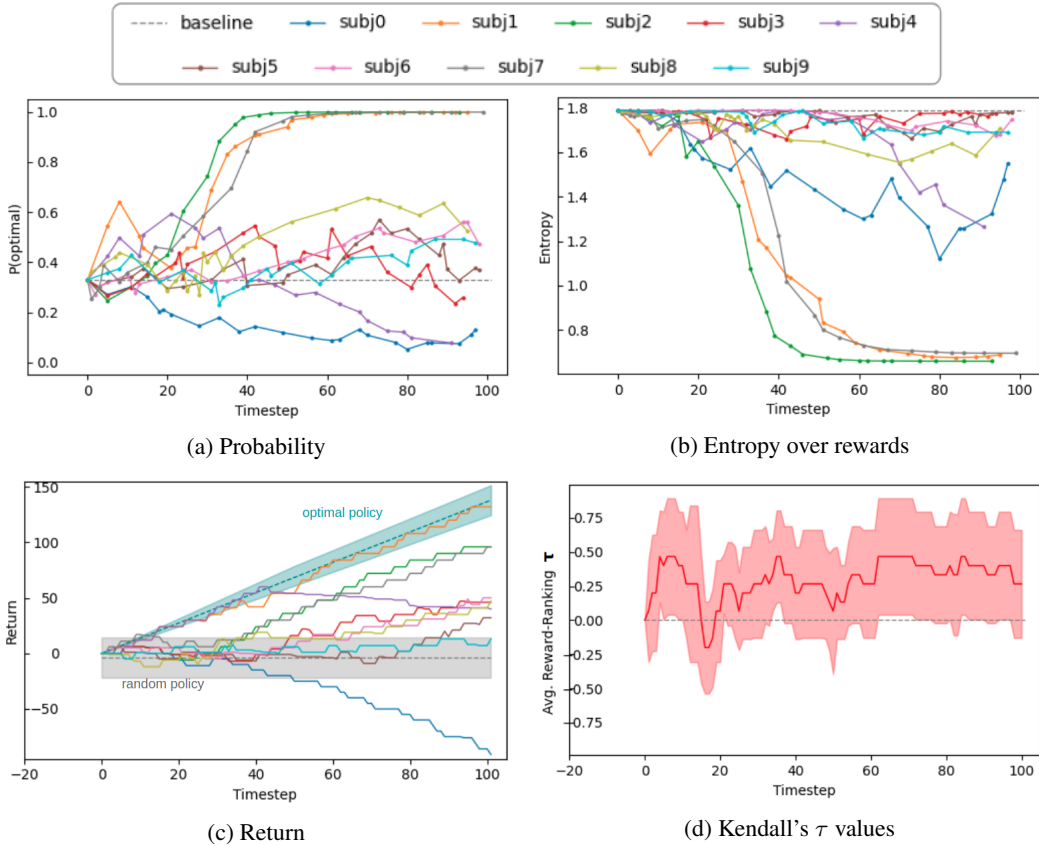 baseline subj0 subj1 subj2 subj3 subj4
subj5 subj6 subj7 subj8 subj9
P(optimal)
1.0
0.8
0.6
0.4
0.2
0.0
0 20 40 60 80 100
Timestep
(a) Probability
Entropy
1.8
1.6
1.4
1.2
1.0
0.8
0 20 40 60 80 100
Timestep
(b) Entropy over rewards
Return
150
100
50
0
−50
optimal policy
random policy
−20 0 20 40 60 80 100
Timestep
(c) Return
Avg. Reward-Ranking τ
0.75
0.50
0.25
0.00
0.25
0.50
0.75
−20 0 20 40 60 80 100
Timestep
(d) Kendall's τ values